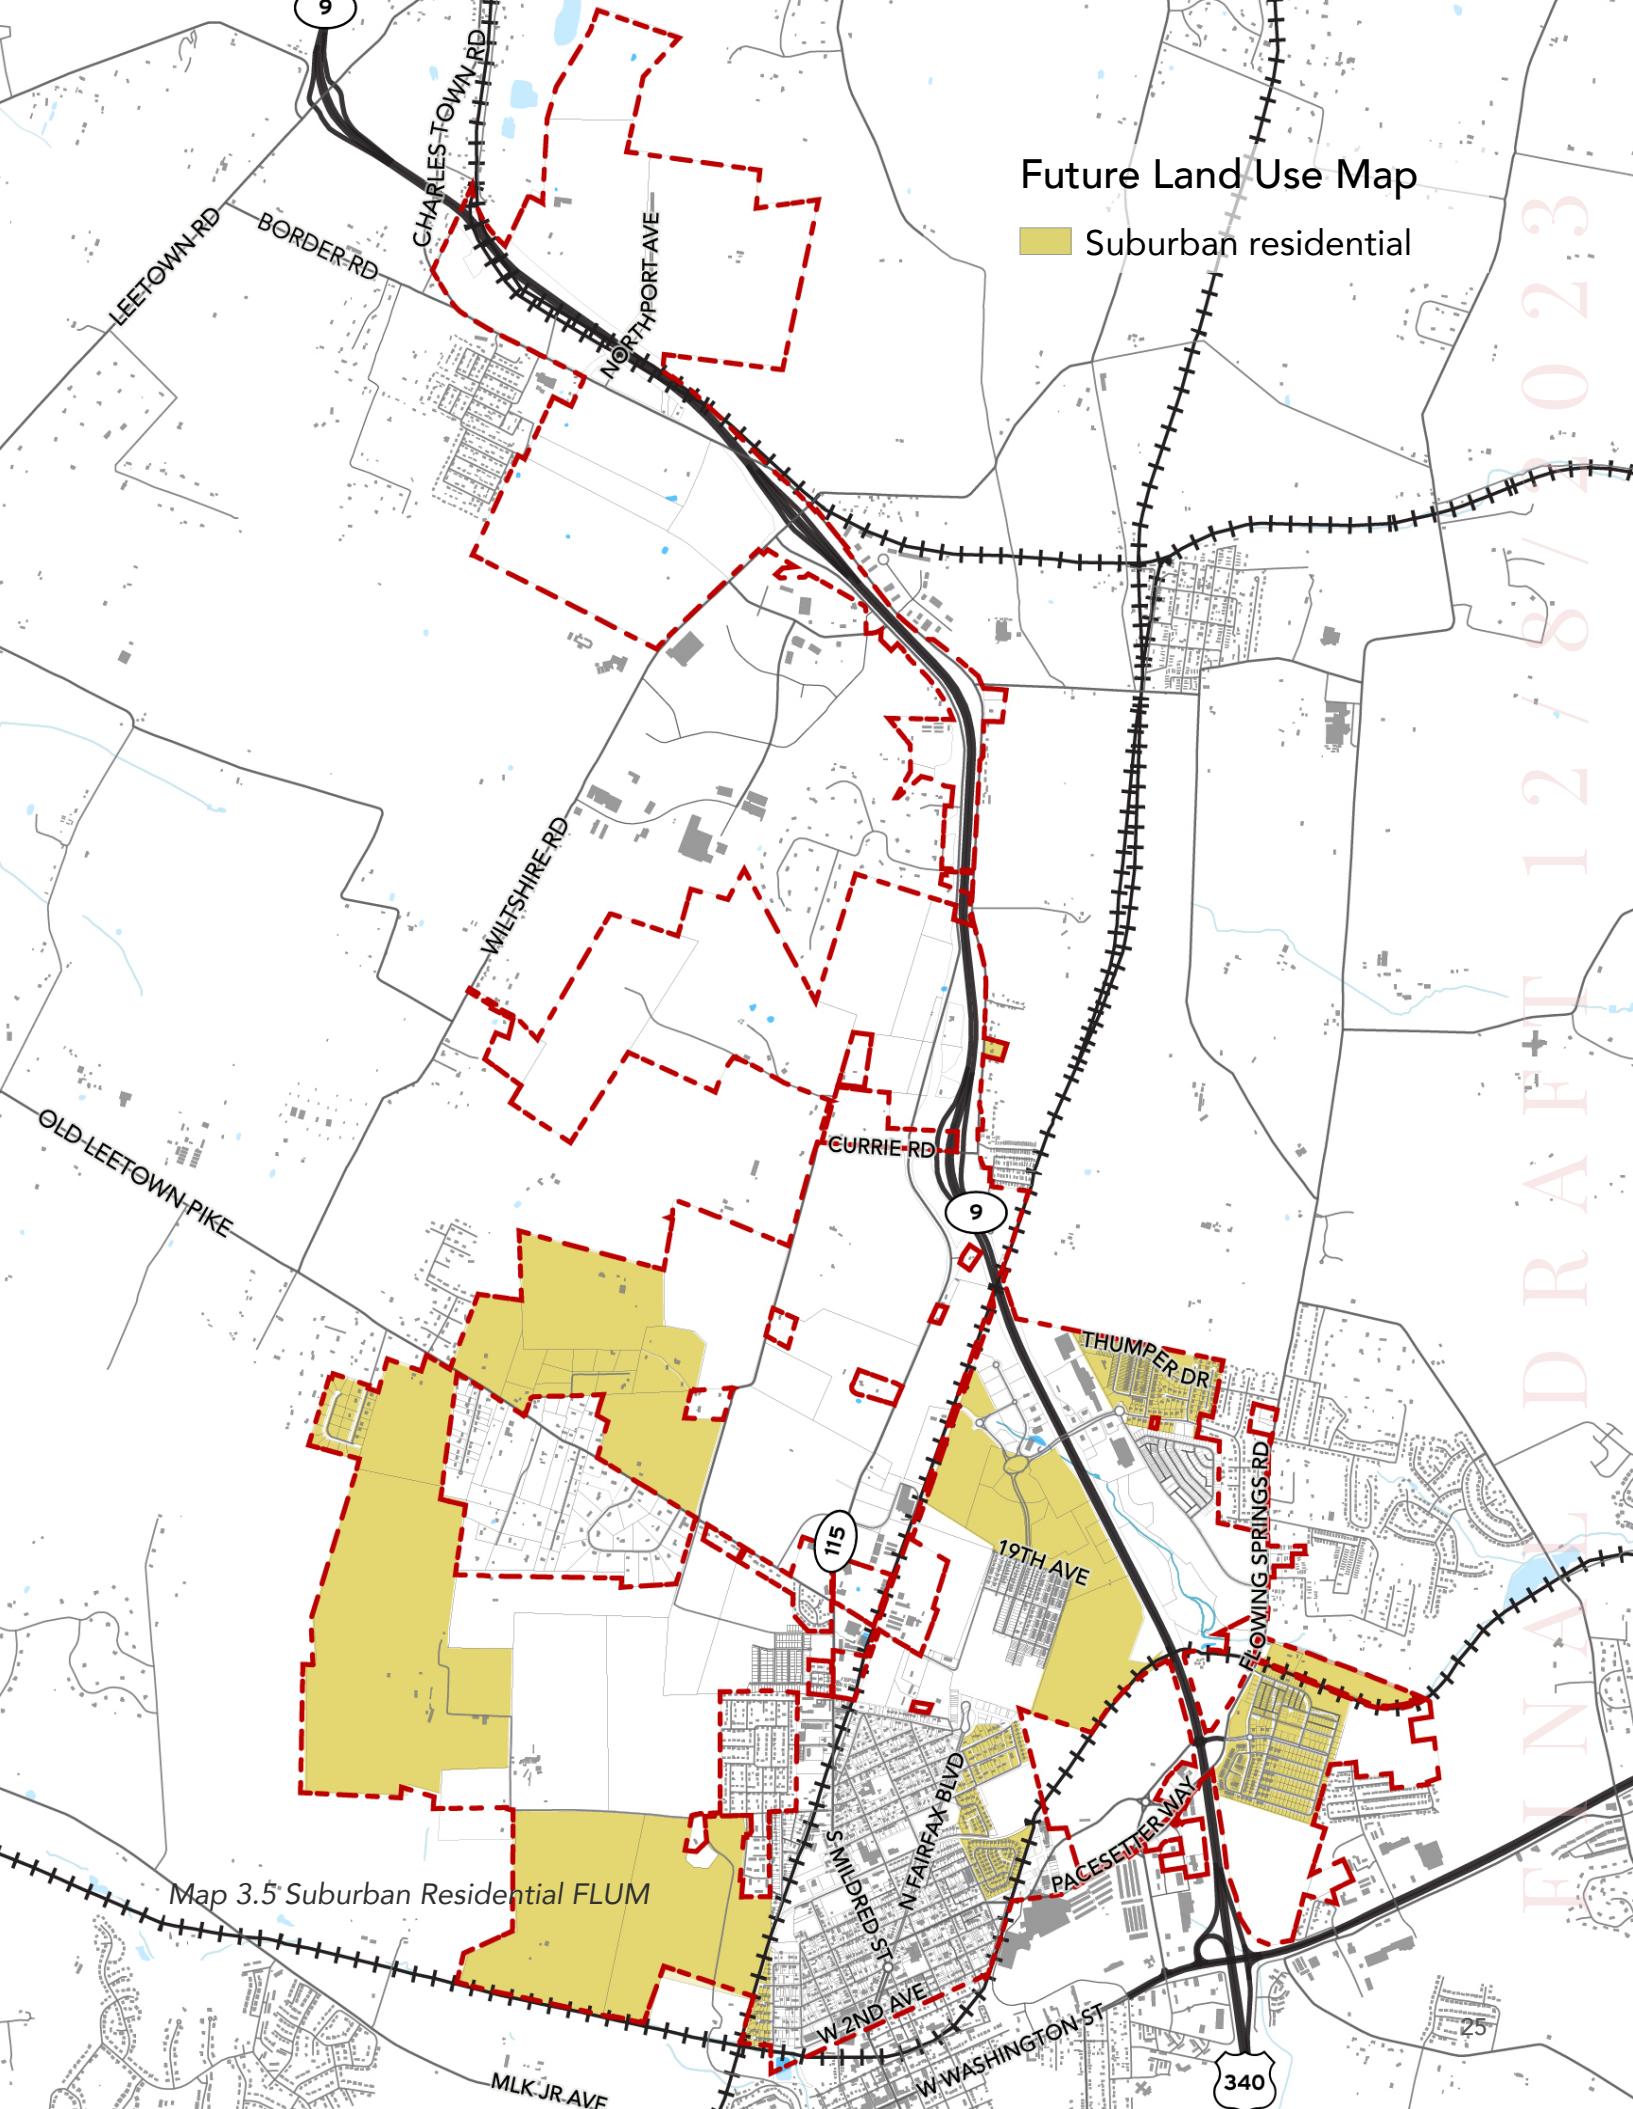 9
CHARLES TOWN RD
Future Land Use Map
Suburban residential
LEETOWN RD
BORDER RD
NORTHPORT AVE
WILTSHIRE RD
OLD LEETOWN PIKE
CURRIE RD
9
THUMPER DR
FLOWING SPRINGS RD
115
19TH AVE
PACESETTER WAY
N FAIRFAX BLVD
S MILDRED ST
Map 3.5 Suburban Residential FLUM
W 2ND AVE
W WASHINGTON ST
MLK JR AVE
340
25
FINAL DRAFT 12/8/2023